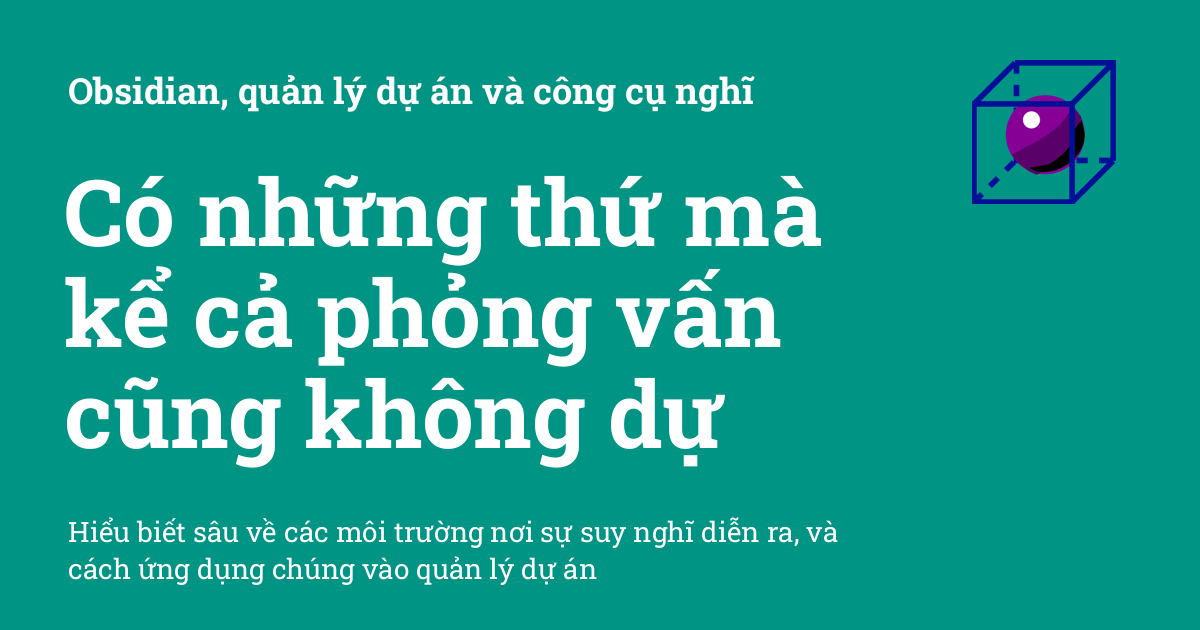 Obsidian, quản lý dự án và công cụ nghĩ
Có những thứ mà
kể cả phỏng vấn
cũng không dự
Hiểu biết sâu về các môi trường nơi sự suy nghĩ diễn ra, và
cách ứng dụng chúng vào quản lý dự án